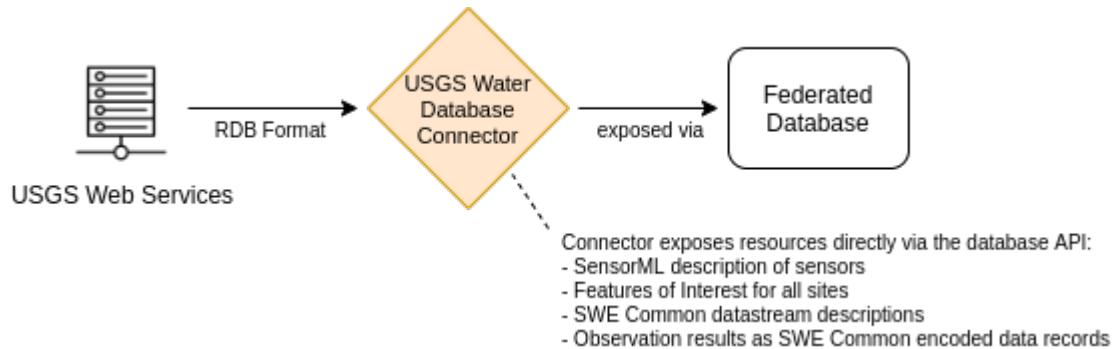 USGS Web Services
RDB Format
USGS Water
Database
Connector
exposed via
Federated
Database
Connector exposes resources directly via the database API:
- SensorML description of sensors
- Features of Interest for all sites
- SWE Common datastream descriptions
- Observation results as SWE Common encoded data records